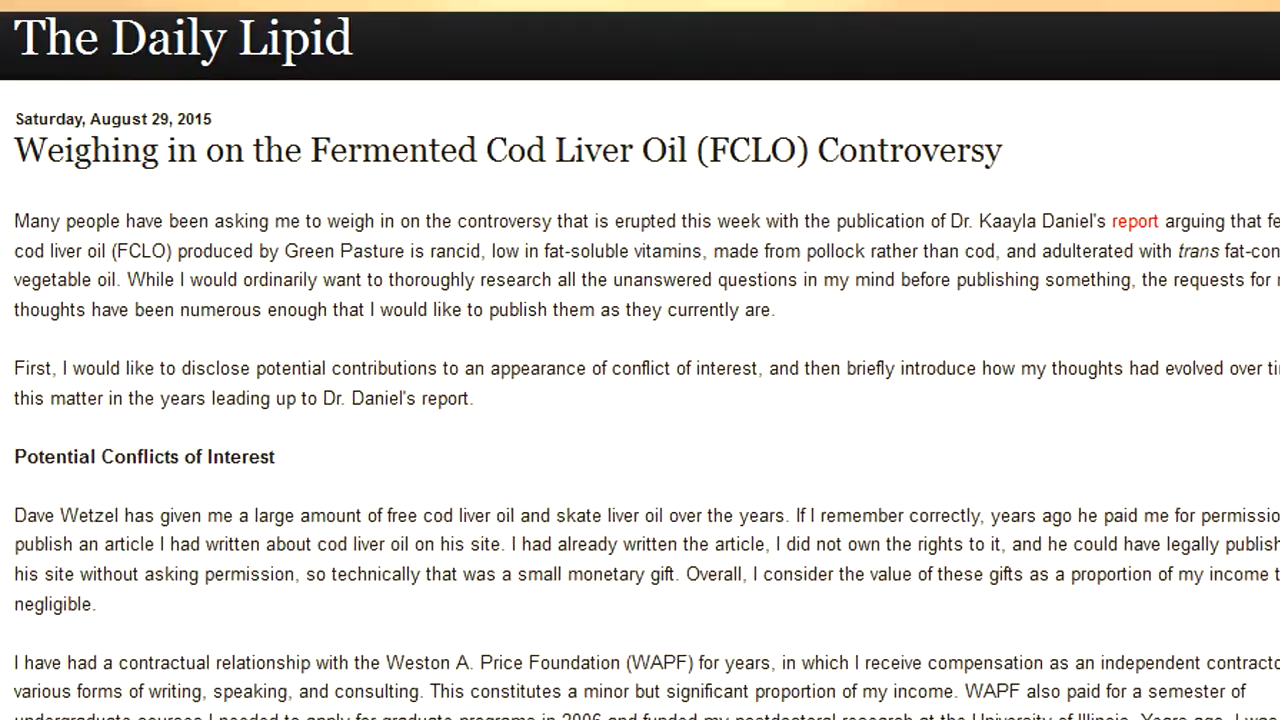 The Daily Lipid
Saturday, August 29, 2015
Weighing in on the Fermented Cod Liver Oil (FCLO) Controversy
Many people have been asking me to weigh in on the controversy that is erupted this week with the publication of Dr. Kaayla Daniel's report arguing that
cod liver oil (FCLO) produced by Green Pasture is rancid, low in fat-soluble vitamins, made from pollock rather than cod, and adulterated with trans
vegetable oil. While I would ordinarily want to thoroughly research all the unanswered questions in my mind before publishing something, the requests for
thoughts have been numerous enough that I would like to publish them as they currently are.
First, I would like to disclose potential contributions to an appearance of conflict of interest, and then briefly introduce how my thoughts had evolved over
this matter in the years leading up to Dr. Daniel's report.
Potential Conflicts of Interest
Dave Wetzel has given me a large amount of free cod liver oil and skate liver oil over the years. If I remember correctly, years ago he paid me for
publish an article I had written about cod liver oil on his site. I had already written the article, I did not own the rights to it, and he could have legally
his site without asking permission, so technically that was a small monetary gift. Overall, I consider the value of these gifts as a proportion of my income
negligible.
I have had a contractual relationship with the Weston A. Price Foundation (WAPF) for years, in which I receive compensation as an independent
various forms of writing, speaking, and consulting. This constitutes a minor but significant proportion of my income. WAPF also paid for a semester of